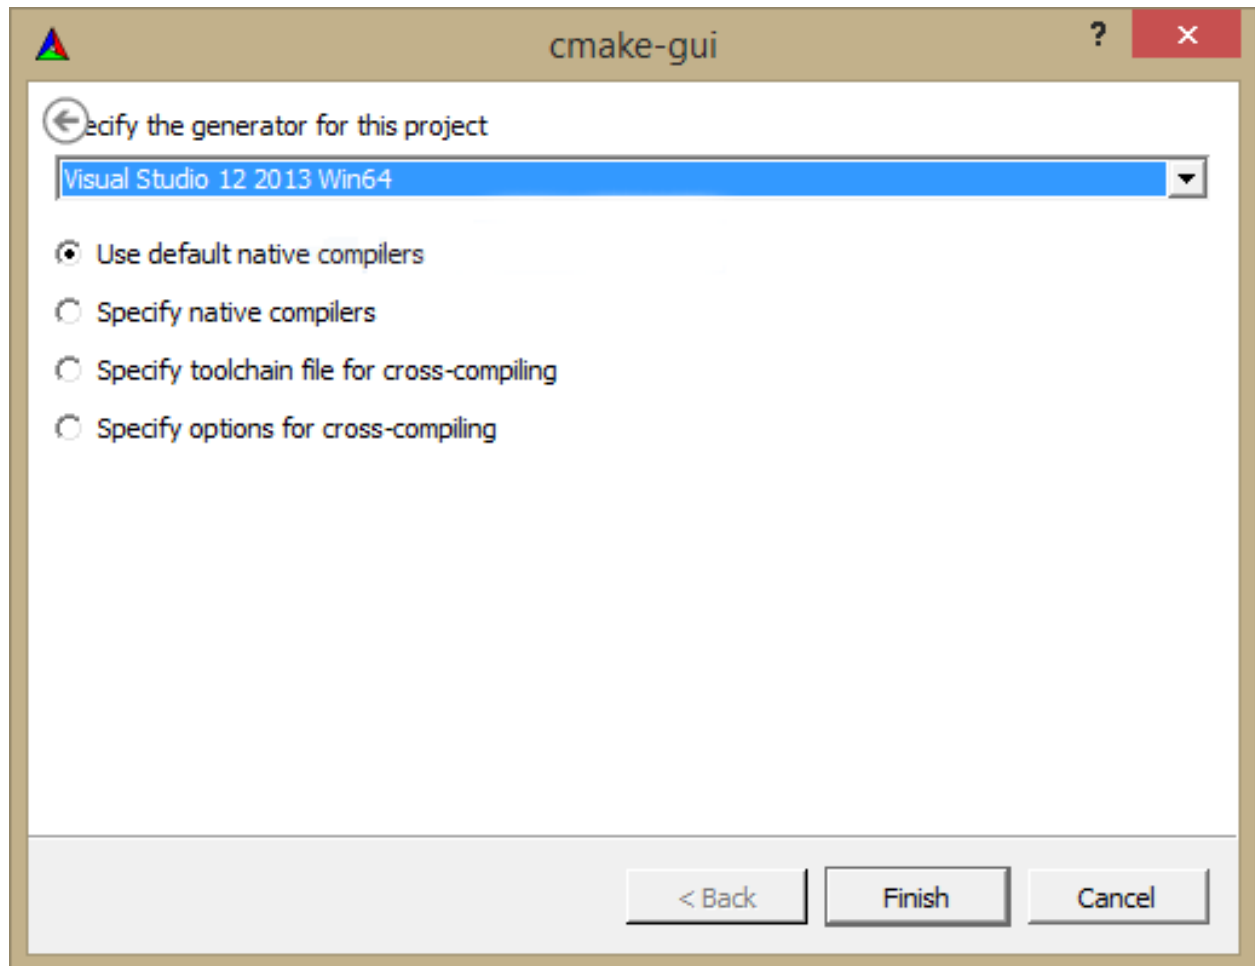 cmake-gui
?
ecify the generator for this project
Visual Studio 12 2013 Win64
Use default native compilers
Specify native compilers
Specify toolchain file for cross-compiling
Specify options for cross-compiling
< Back Finish Cancel